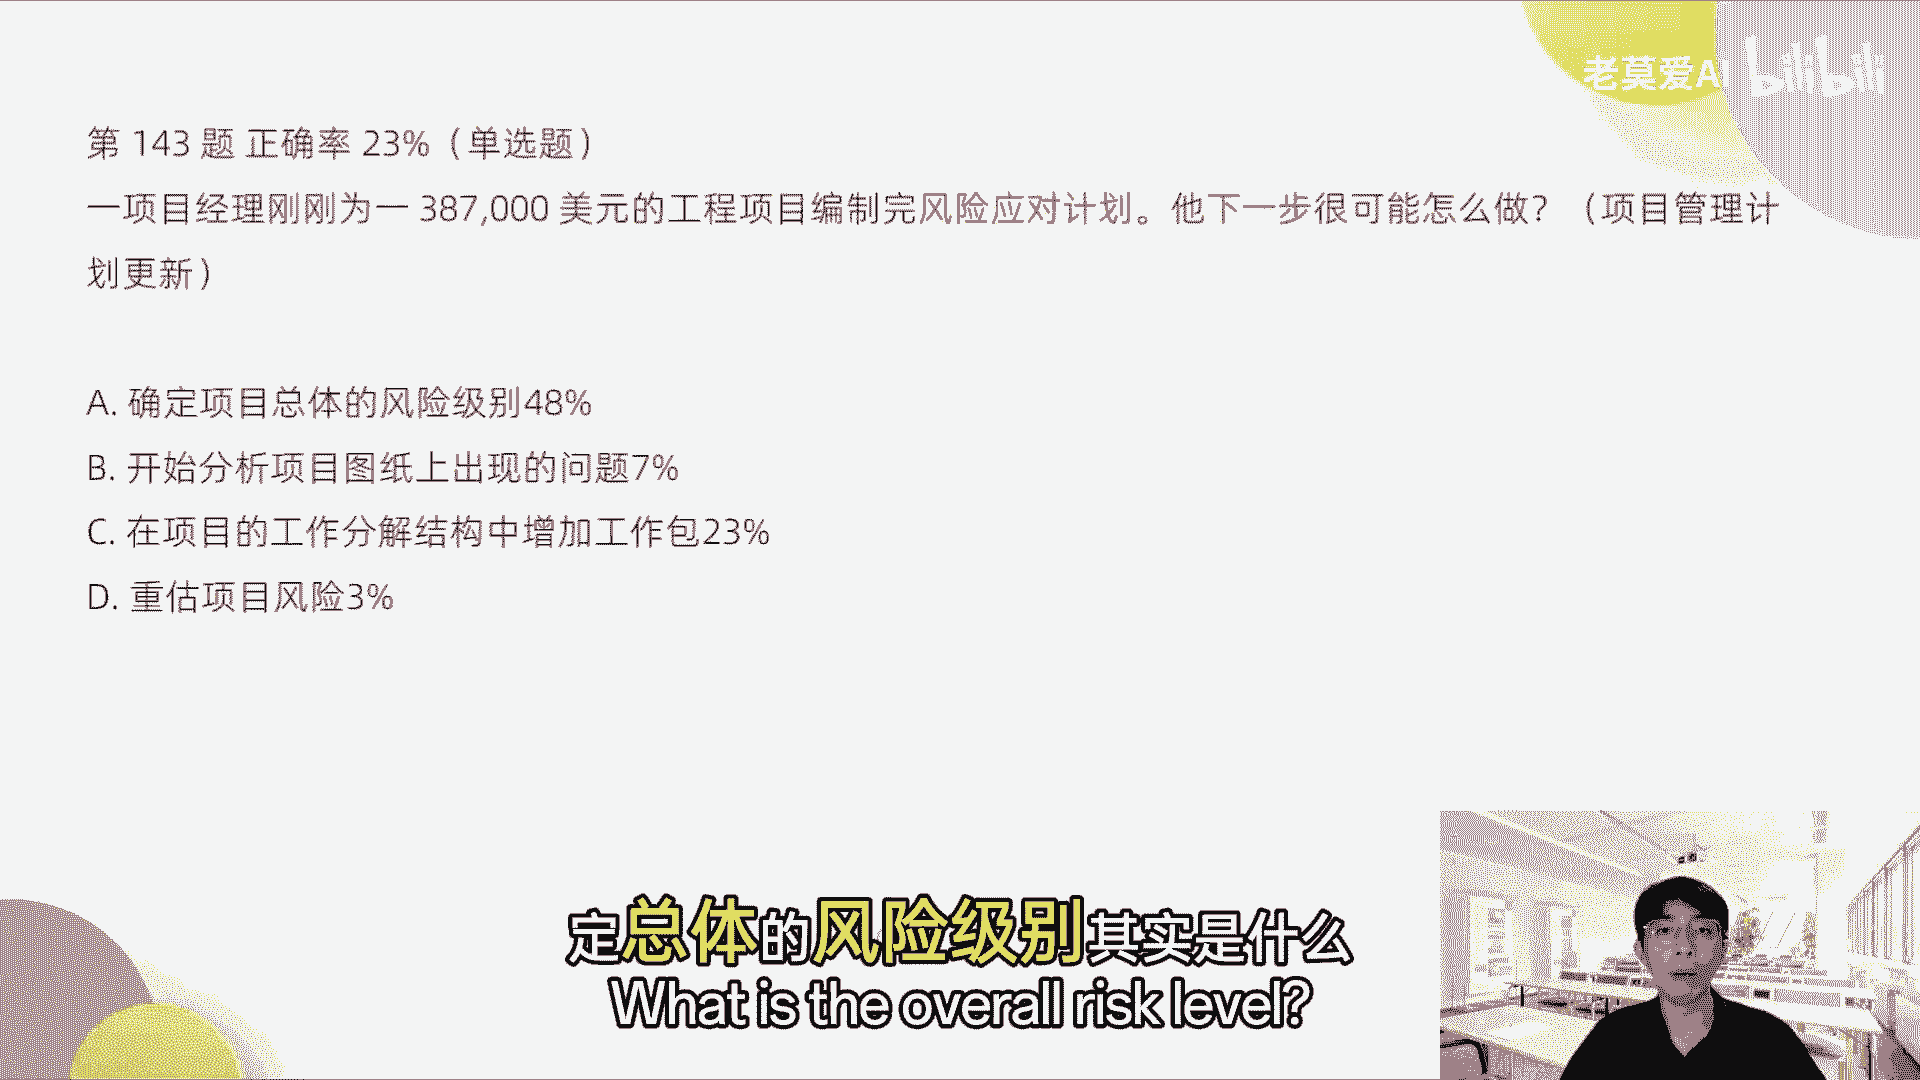 老莫爱AI bilibili
第 143 题 正确率 23%（单选题）
一项目经理刚刚为一 387,000 美元的工程项目编制完风险应对计划。他下一步很可能怎么做？（项目管理计
划更新）
A. 确定项目总体的风险级别48%
B. 开始分析项目图纸上出现的问题7%
C. 在项目的工作分解结构中增加工作包23%
D. 重估项目风险3%
定总体的风险级别其实是什么
What is the overall risk level?